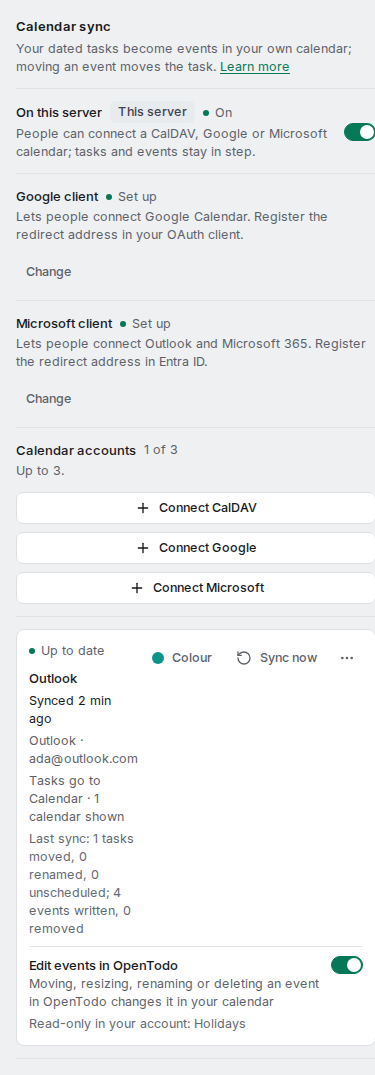 Calendar sync
Your dated tasks become events in your own calendar;
moving an event moves the task. Learn more
On this server This server On
People can connect a CalDAV, Google or Microsoft
calendar; tasks and events stay in step.
Google client Set up
Lets people connect Google Calendar. Register the
redirect address in your OAuth client.
Change
Microsoft client Set up
Lets people connect Outlook and Microsoft 365. Register
the redirect address in Entra ID.
Change
Calendar accounts 1 of 3
Up to 3.
Connect CalDAV
Connect Google
Connect Microsoft
Up to date
Colour Sync now
Outlook
Synced 2 min
ago
Outlook ·
ada@outlook.com
Tasks go to
Calendar · 1
calendar shown
Last sync: 1 tasks
moved, 0
renamed, 0
unscheduled; 4
events written, 0
removed
Edit events in OpenTodo
Moving, resizing, renaming or deleting an event
in OpenTodo changes it in your calendar
Read-only in your account: Holidays